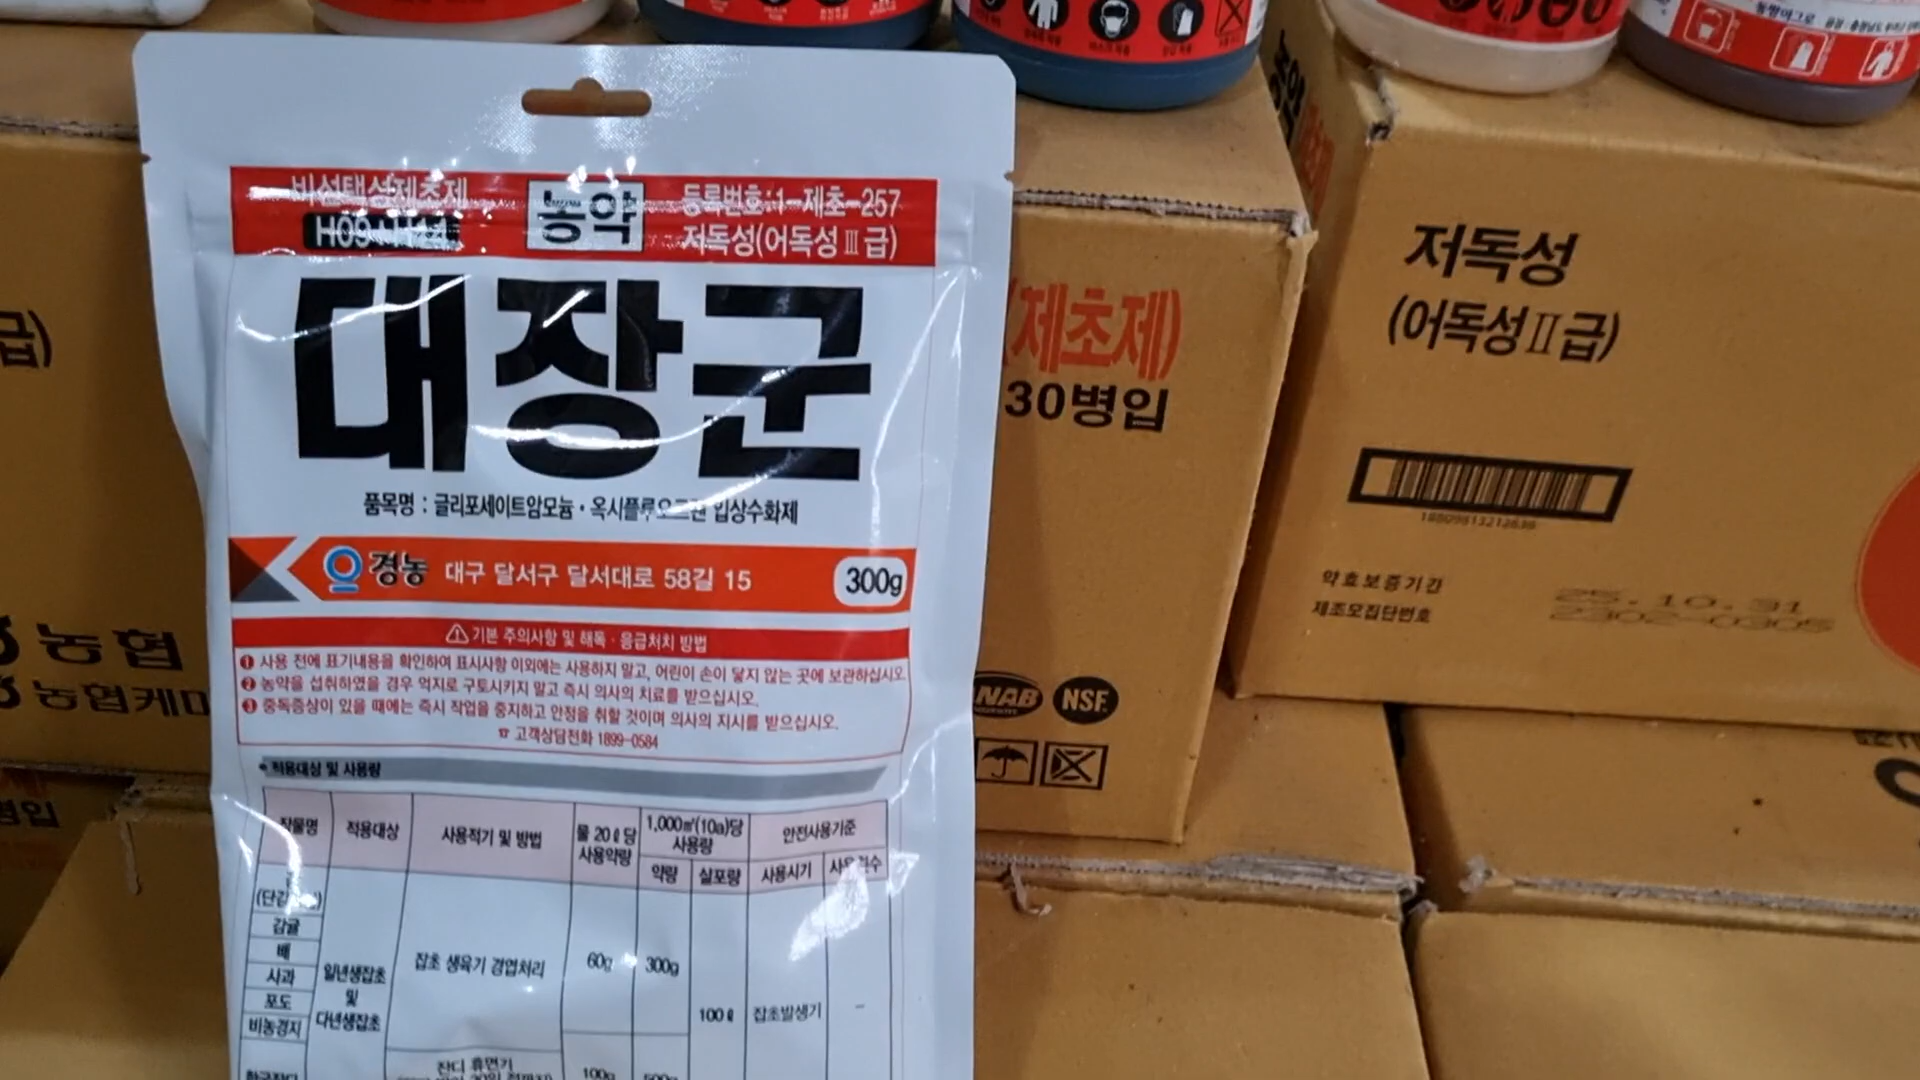 비선택성제초제
농약
등록번호:1-제초-257
저독성(어독성Ⅲ급)
대장군
품목명 : 글리포세이트암모늄·옥시플루오르펜 입상수화제
경농 대구 달서구 달서대로 58길 15
300g
기본 주의사항 및 해독·응급처치 방법
❶ 사용 전에 표기내용을 확인하여 표시사항 이외에는 사용하지 말고, 어린이 손이 닿지 않는 곳에 보관하십시오.
❷ 농약을 섭취하였을 경우 억지로 구토시키지 말고 즉시 의사의 치료를 받으십시오.
❸ 중독증상이 있을 때에는 즉시 작업을 중지하고 안정을 취할 것이며 의사의 지시를 받으십시오.
☎ 고객상담전화 1899-0584
• 적용대상 및 사용량
작물명 적용대상 사용적기 및 방법 물 20ℓ당 사용약량 1,000㎡(10a)당 사용량 안전사용기준
약량 살포량 사용시기
감귤
배
사과
포도
비농경지
일년생잡초
및
다년생잡초
잡초 생육기 경엽처리
60g
300g
100ℓ
잡초발생기
–
잔디 휴면기
100g
(제초제)
30병입
NSF
저독성
(어독성Ⅱ급)
약효보증기간
25.10.31
제조모집단번호
2302-0305
급)
농협
농협케미
병입